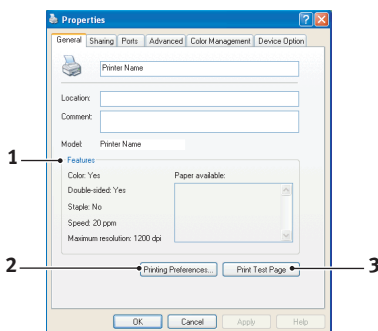 Properties
General Sharing Ports Advanced Color Management Device Option
Printer Name
Location:
Comment:
Model: Printer Name
1
Features
Color: Yes Paper available:
Double-sided: Yes
Staple: No
Speed: 20 ppm
Maximum resolution: 1200 dpi
2 Printing Preferences... Print Test Page 3
OK Cancel Apply Help